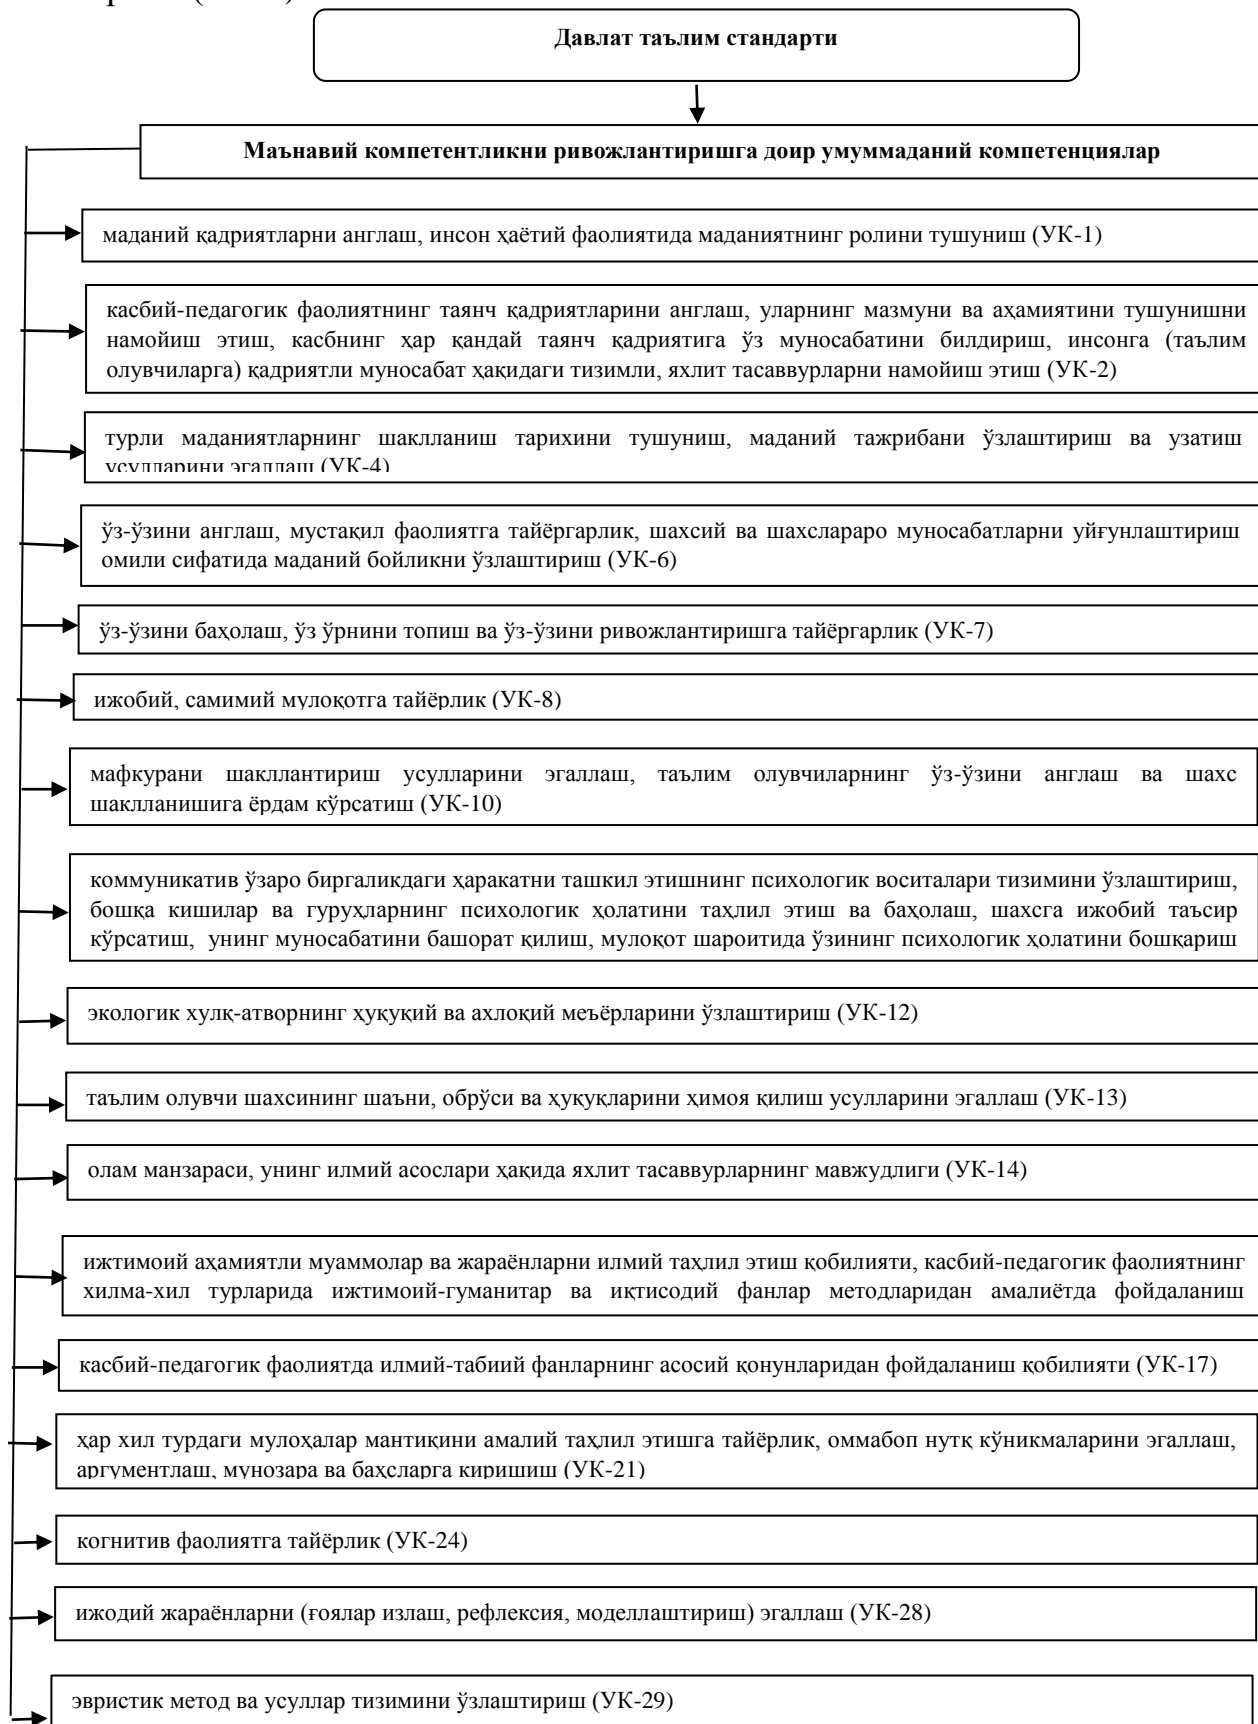 Давлат таълим стандарти
Маънавий компетентликни ривожлантиришга доир умуммаданий компетенциялар
маданий қадриятларни англаш, инсон ҳаётий фаолиятида маданиятнинг ролини тушуниш (УК-1)
касбий-педагогик фаолиятнинг таянч қадриятларини англаш, уларнинг мазмуни ва аҳамиятини тушунишни
намойиш этиш, касбнинг ҳар қандай таянч қадриятига ўз муносабатини билдириш, инсонга (таълим
олувчиларга) қадриятли муносабат ҳақидаги тизимли, яхлит тасаввурларни намойиш этиш (УК-2)
турли маданиятларнинг шаклланиш тарихини тушуниш, маданий тажрибани ўзлаштириш ва узатиш
усулларини эгаллаш (УК-4)
ўз-ўзини англаш, мустақил фаолиятга тайёргарлик, шахсий ва шахслараро муносабатларни уйғунлаштириш
омили сифатида маданий бойликни ўзлаштириш (УК-6)
ўз-ўзини баҳолаш, ўз ўрнини топиш ва ўз-ўзини ривожлантиришга тайёргарлик (УК-7)
ижобий, самимий мулоқотга тайёрлик (УК-8)
мафкурани шакллантириш усулларини эгаллаш, таълим олувчиларнинг ўз-ўзини англаш ва шахс
шаклланишига ёрдам кўрсатиш (УК-10)
коммуникатив ўзаро биргаликдаги ҳаракатни ташкил этишнинг психологик воситалари тизимини ўзлаштириш,
бошқа кишилар ва гуруҳларнинг психологик ҳолатини таҳлил этиш ва баҳолаш, шахсга ижобий таъсир
кўрсатиш, унинг муносабатини башорат қилиш, мулоқот шароитида ўзининг психологик ҳолатини бошқариш
экологик хулқ-атворнинг ҳуқуқий ва ахлоқий меъёрларини ўзлаштириш (УК-12)
таълим олувчи шахсининг шаъни, обрўси ва ҳуқуқларини ҳимоя қилиш усулларини эгаллаш (УК-13)
олам манзараси, унинг илмий асослари ҳақида яхлит тасаввурларнинг мавжудлиги (УК-14)
ижтимоий аҳамиятли муаммолар ва жараёнларни илмий таҳлил этиш қобилияти, касбий-педагогик фаолиятнинг
хилма-хил турларида ижтимоий-гуманитар ва иқтисодий фанлар методларидан амалиётда фойдаланиш
касбий-педагогик фаолиятда илмий-табиий фанларнинг асосий қонунларидан фойдаланиш қобилияти (УК-17)
ҳар хил турдаги мулоҳалар мантиқини амалий таҳлил этишга тайёрлик, оммабоп нутқ кўникмаларини эгаллаш,
аргументлаш, мунозара ва баҳсларга киришиш (УК-21)
когнитив фаолиятга тайёрлик (УК-24)
ижодий жараёнларни (ғоялар излаш, рефлексия, моделлаштириш) эгаллаш (УК-28)
эвристик метод ва усуллар тизимини ўзлаштириш (УК-29)